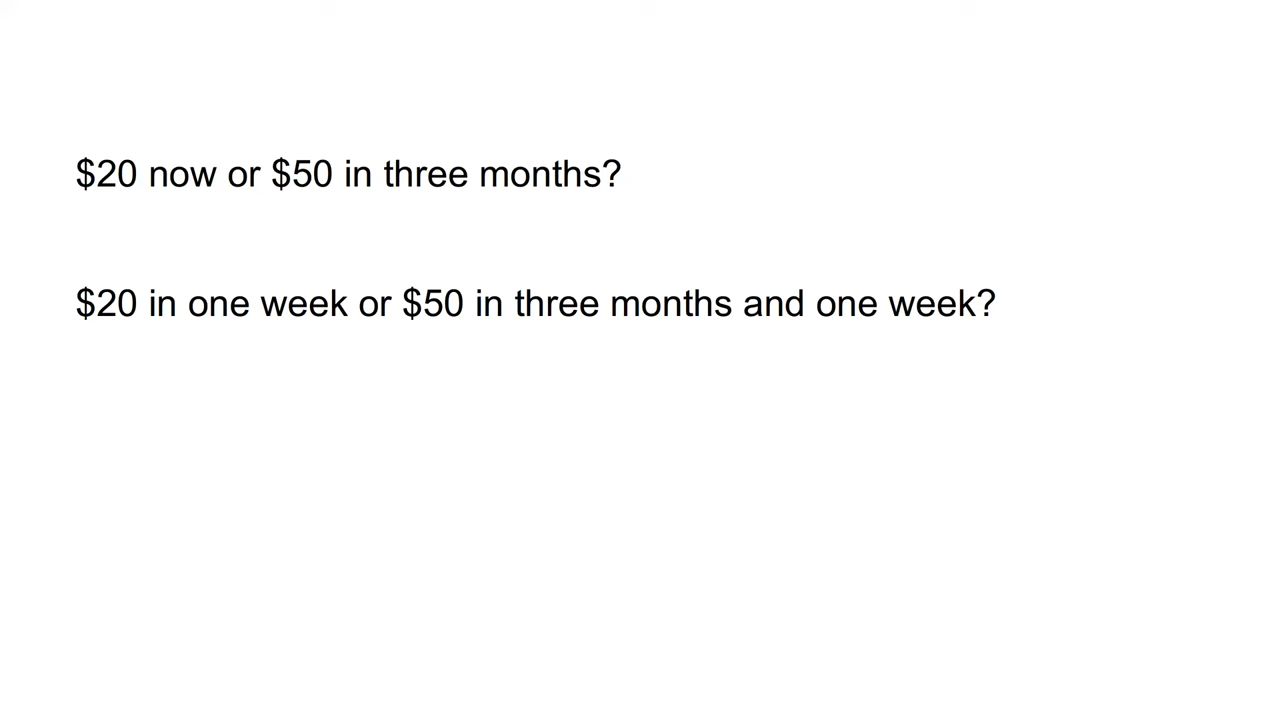 $20 now or $50 in three months?
$20 in one week or $50 in three months and one week?